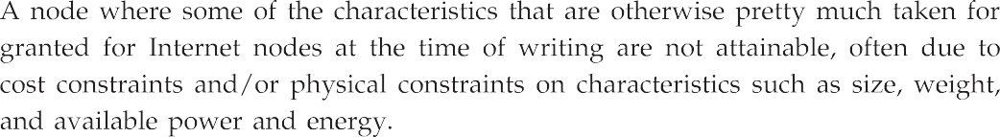 A node where some of the characteristics that are otherwise pretty much taken for
granted for Internet nodes at the time of writing are not attainable, often due to
cost constraints and/or physical constraints on characteristics such as size, weight,
and available power and energy.